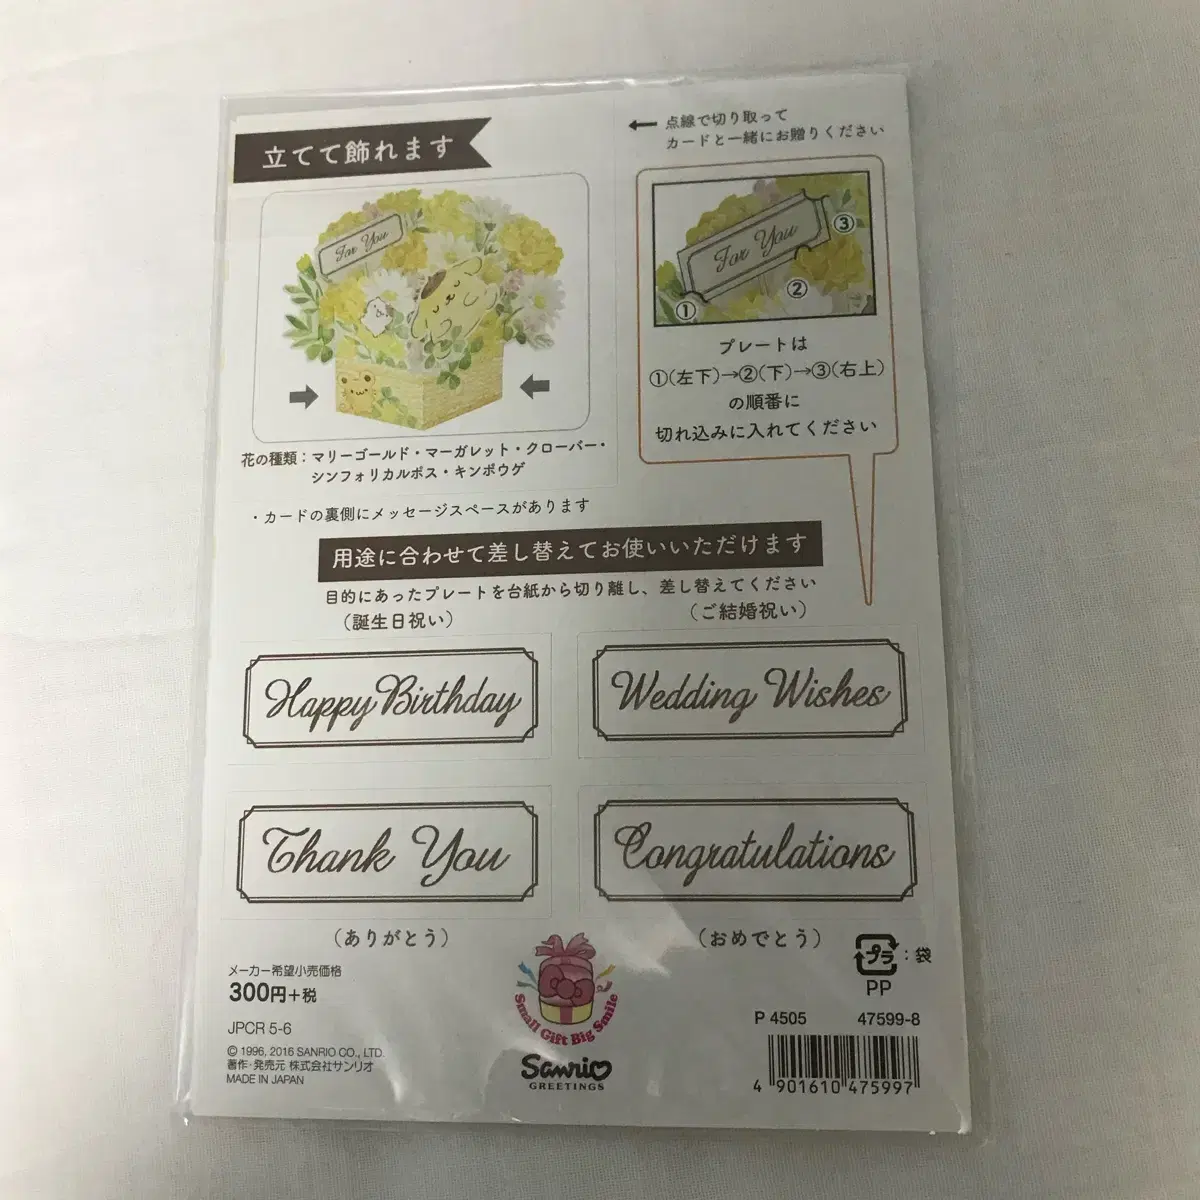 立てて飾れます
点線で切り取って
カードと一緒にお贈りください
For You
For You
③
②
①
プレートは
①(左下)→②(下)→③(右上)
の順番に
切れ込みに入れてください
花の種類：マリーゴールド・マーガレット・クローバー・
シンフォリカルポス・キンポウゲ
・カードの裏側にメッセージスペースがあります
用途に合わせて差し替えてお使いいただけます
目的にあったプレートを台紙から切り離し、差し替えてください
(誕生日祝い)
(ご結婚祝い)
Happy Birthday
Wedding Wishes
Thank You
Congratulations
(ありがとう)
(おめでとう)
メーカー希望小売価格
300円+税
JPCR 5-6
© 1996, 2016 SANRIO CO., LTD.
著作・発売元 株式会社サンリオ
MADE IN JAPAN
Small Gift Big Smile
Sanrio
GREETINGS
プラ：袋
PP
P 4505 47599-8
4 901610 475997